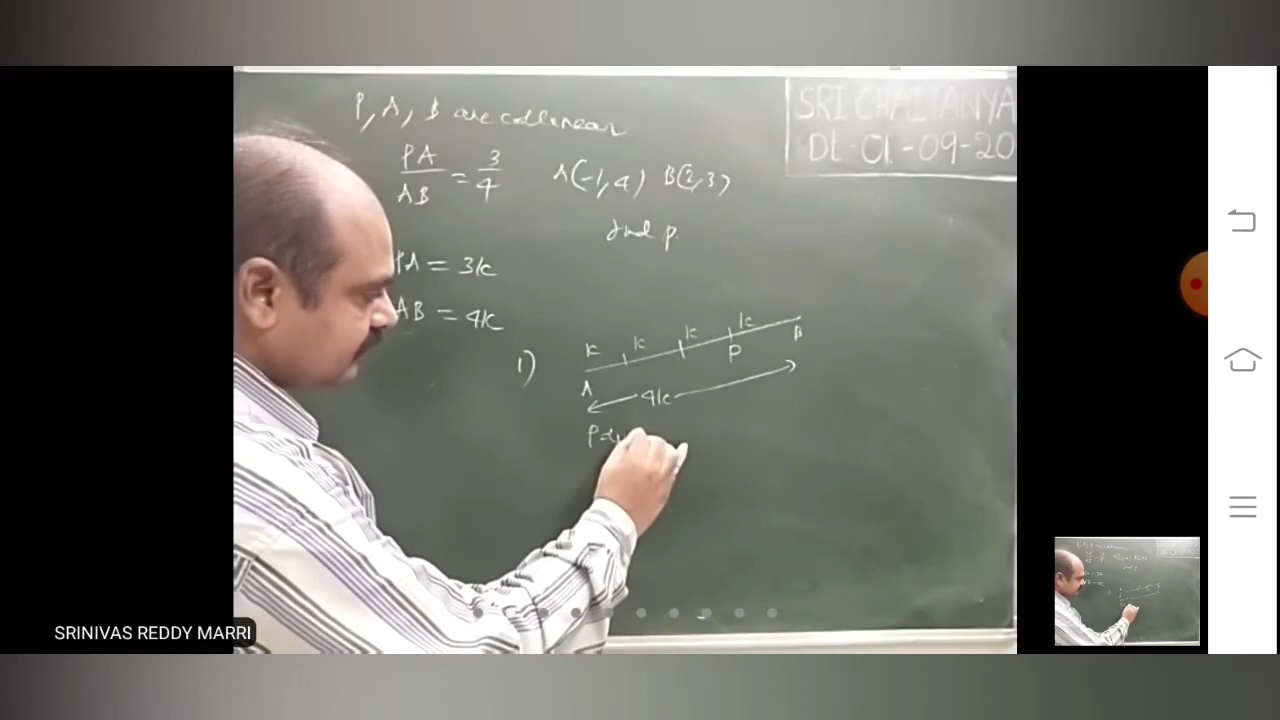 P, A, B are collinear
PA/AB = 3/4 A(-1,4) B(2,3)
find p.
PA = 3k
AB = 4k
1)
k k k k
A P B
4k
SRI CHAITANYA
Dt. 01-09-20
SRINIVAS REDDY MARRI